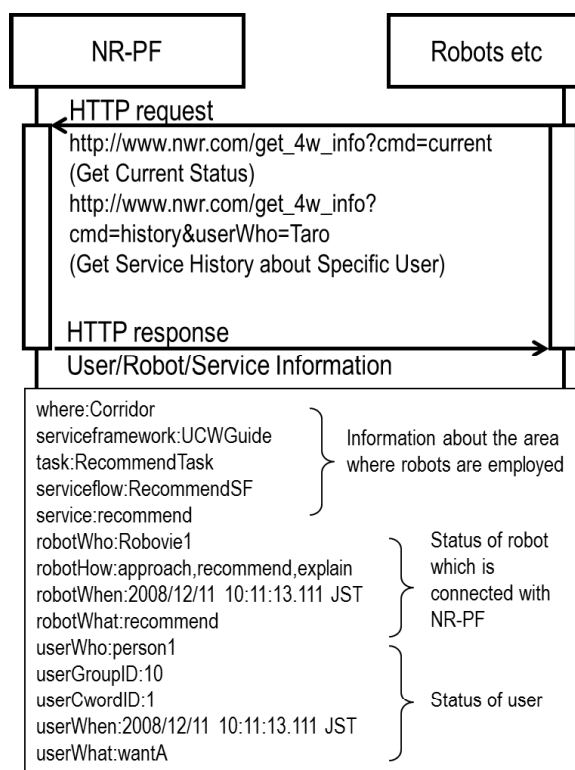 NR-PF
Robots etc
HTTP request
http://www.nwr.com/get_4w_info?cmd=current
(Get Current Status)
http://www.nwr.com/get_4w_info?
cmd=history&userWho=Taro
(Get Service History about Specific User)
HTTP response
User/Robot/Service Information
where:Corridor
serviceframework:UCWGuide
task:RecommendTask
serviceflow:RecommendSF
service:recommend
Information about the area
where robots are employed
robotWho:Robovie1
robotHow:approach,recommend,explain
robotWhen:2008/12/11 10:11:13.111 JST
robotWhat:recommend
Status of robot
which is
connected with
NR-PF
userWho:person1
userGroupID:10
userCwordID:1
userWhen:2008/12/11 10:11:13.111 JST
userWhat:wantA
Status of user